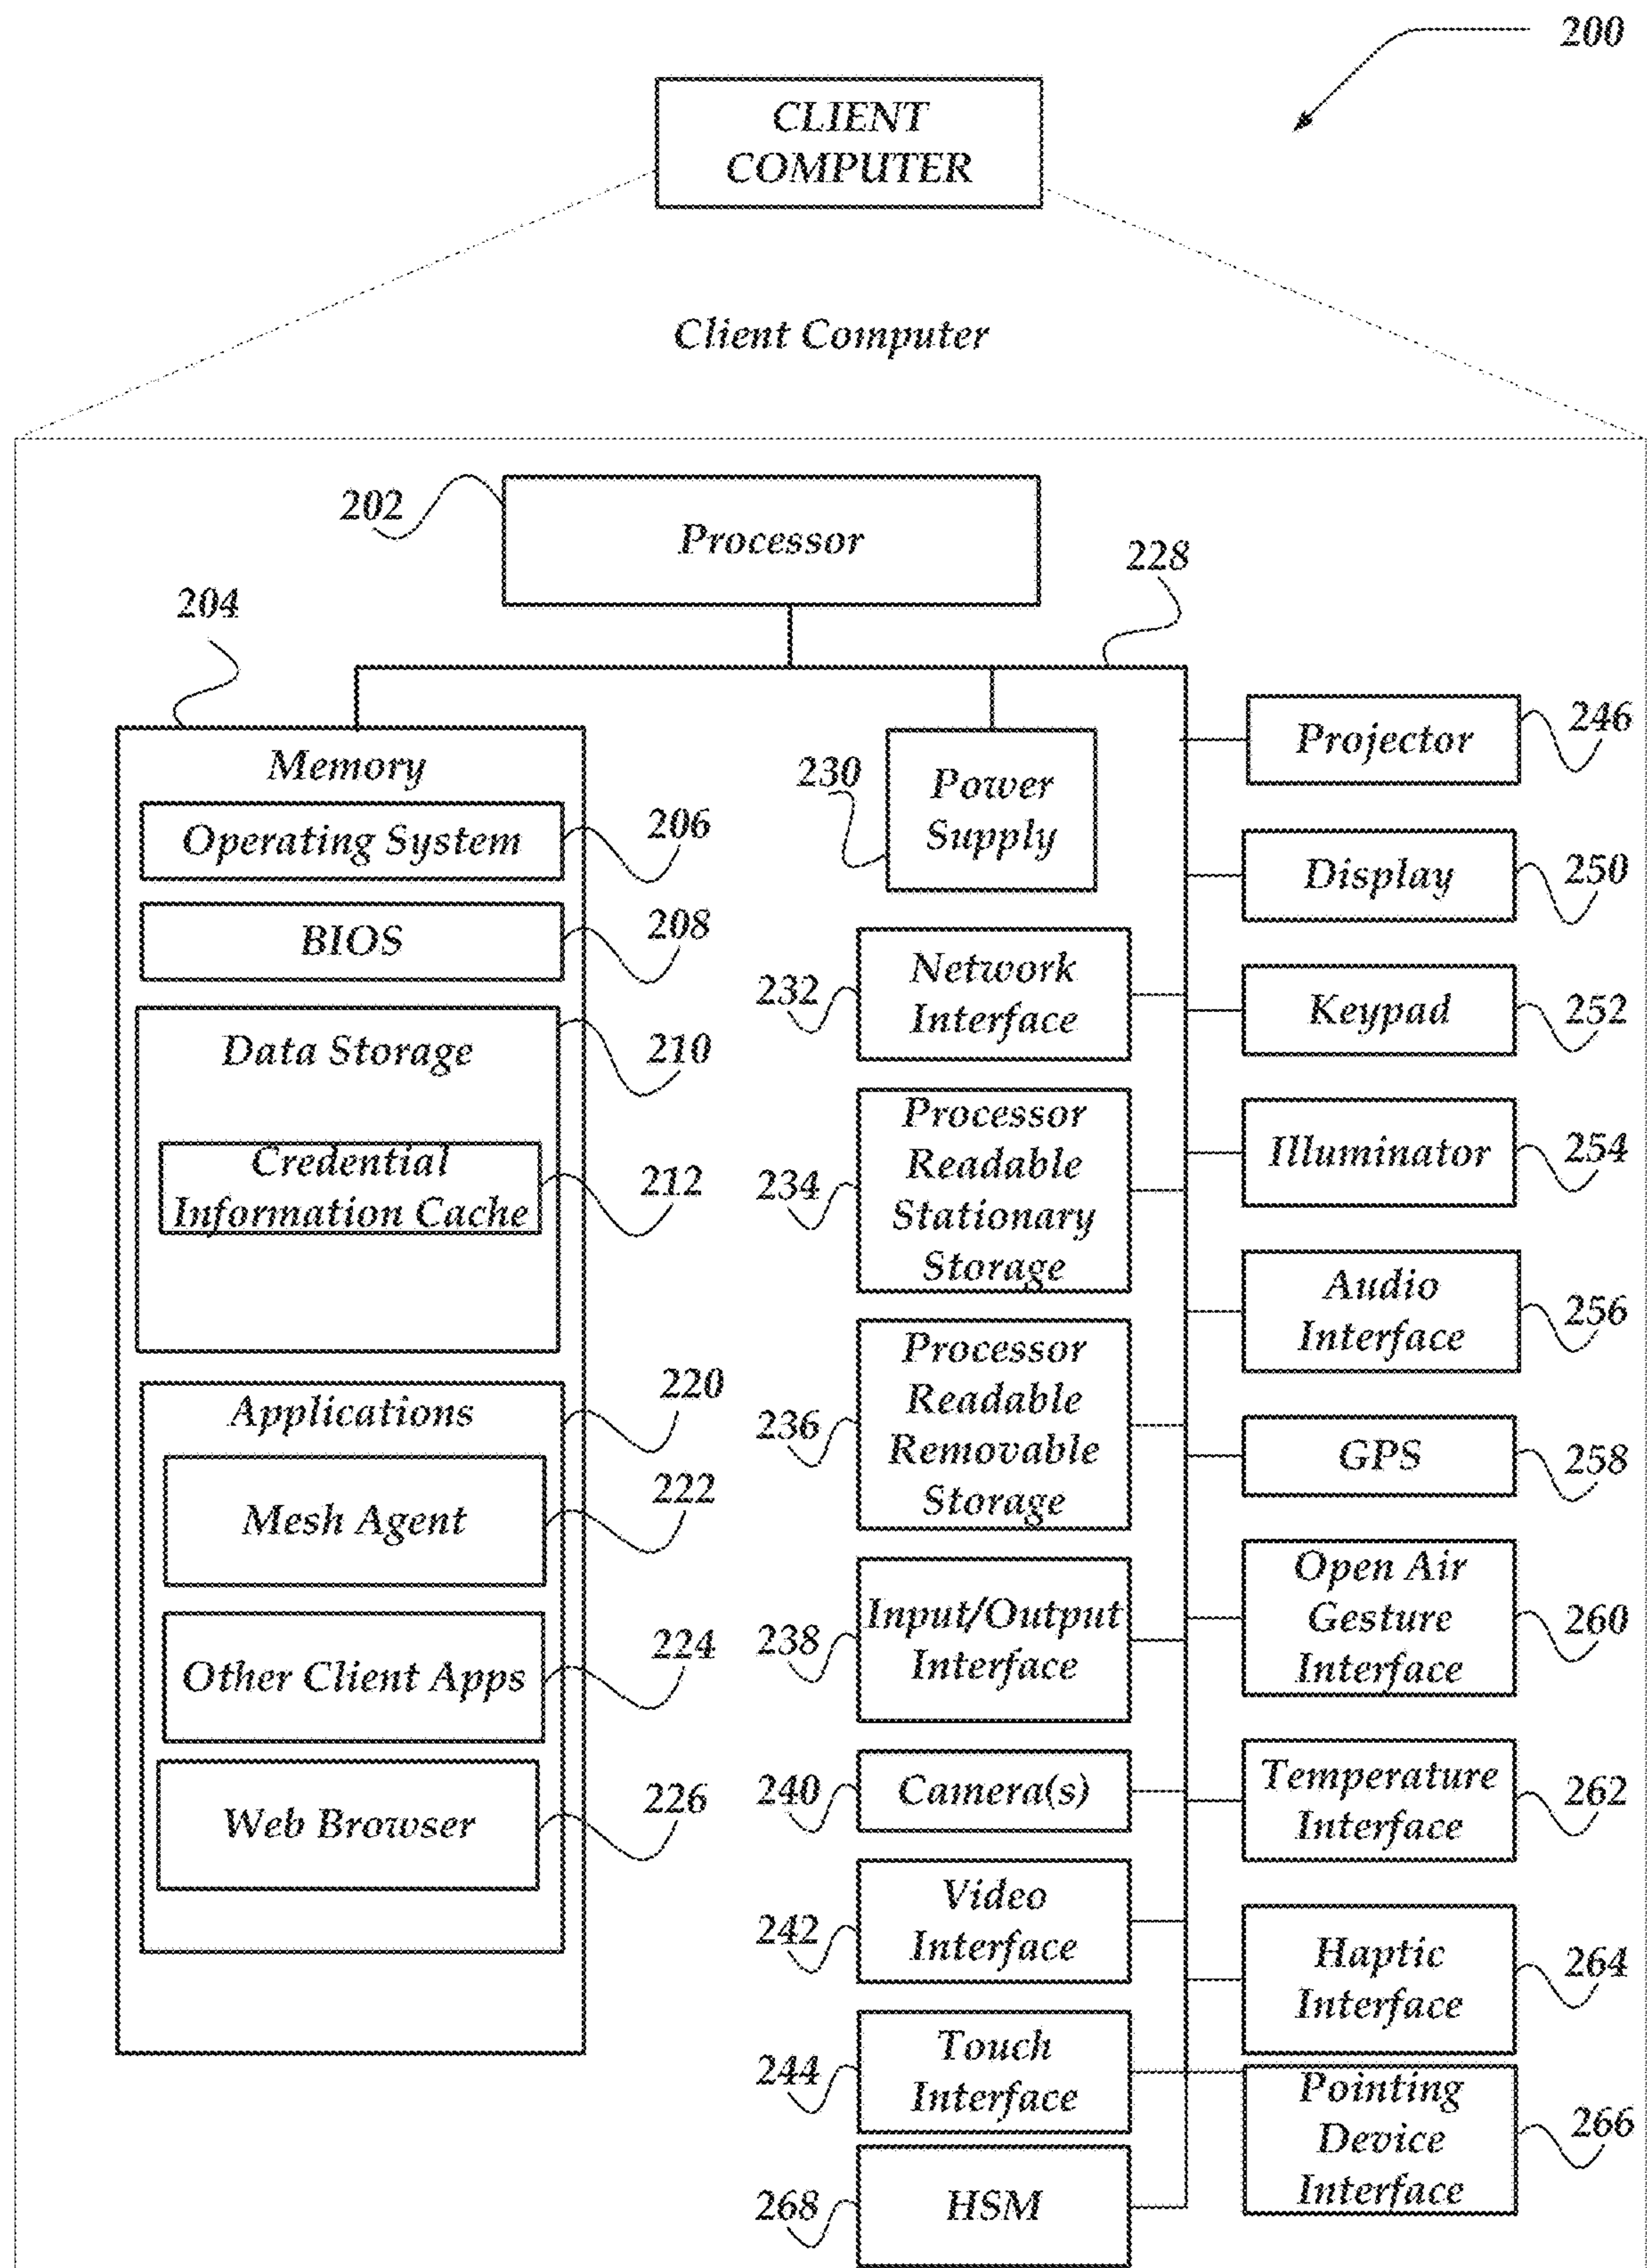 200
CLIENT
COMPUTER
Client Computer
202
Processor
228
204
Memory
Operating System
206
BIOS
208
Data Storage
210
Credential
Information Cache
212
Applications
220
Mesh Agent
222
Other Client Apps
224
Web Browser
226
230
Power
Supply
232
Network
Interface
234
Processor
Readable
Stationary
Storage
236
Processor
Readable
Removable
Storage
238
Input/Output
Interface
240
Camera(s)
242
Video
Interface
244
Touch
Interface
268
HSM
Projector
246
Display
250
Keypad
252
Illuminator
254
Audio
Interface
256
GPS
258
Open Air
Gesture
Interface
260
Temperature
Interface
262
Haptic
Interface
264
Pointing
Device
Interface
266